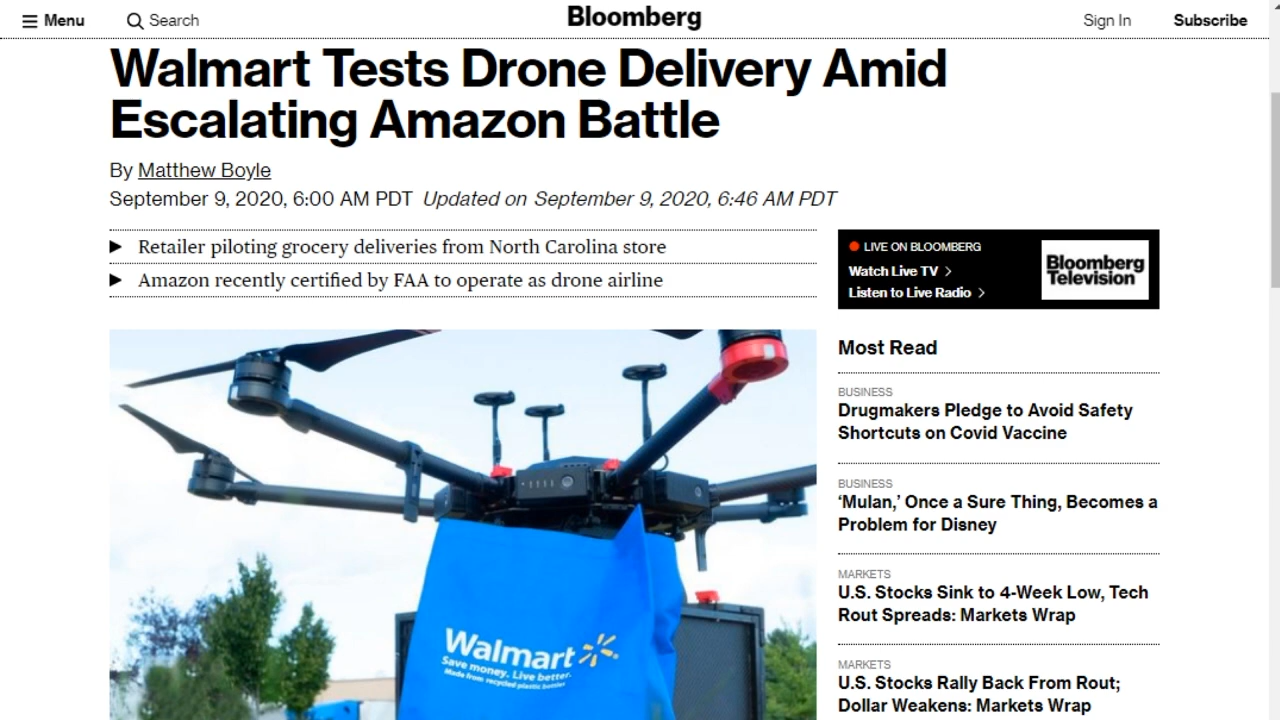 Menu
Search
Bloomberg
Sign In
Subscribe
Walmart Tests Drone Delivery Amid
Escalating Amazon Battle
By Matthew Boyle
September 9, 2020, 6:00 AM PDT Updated on September 9, 2020, 6:46 AM PDT
Retailer piloting grocery deliveries from North Carolina store
Amazon recently certified by FAA to operate as drone airline
LIVE ON BLOOMBERG
Watch Live TV
Listen to Live Radio
Bloomberg
Television
Most Read
BUSINESS
Drugmakers Pledge to Avoid Safety
Shortcuts on Covid Vaccine
BUSINESS
‘Mulan,’ Once a Sure Thing, Becomes a
Problem for Disney
MARKETS
U.S. Stocks Sink to 4-Week Low, Tech
Rout Spreads: Markets Wrap
MARKETS
U.S. Stocks Rally Back From Rout;
Dollar Weakens: Markets Wrap
Walmart
Save money. Live better.
Made from recycled plastic bottles